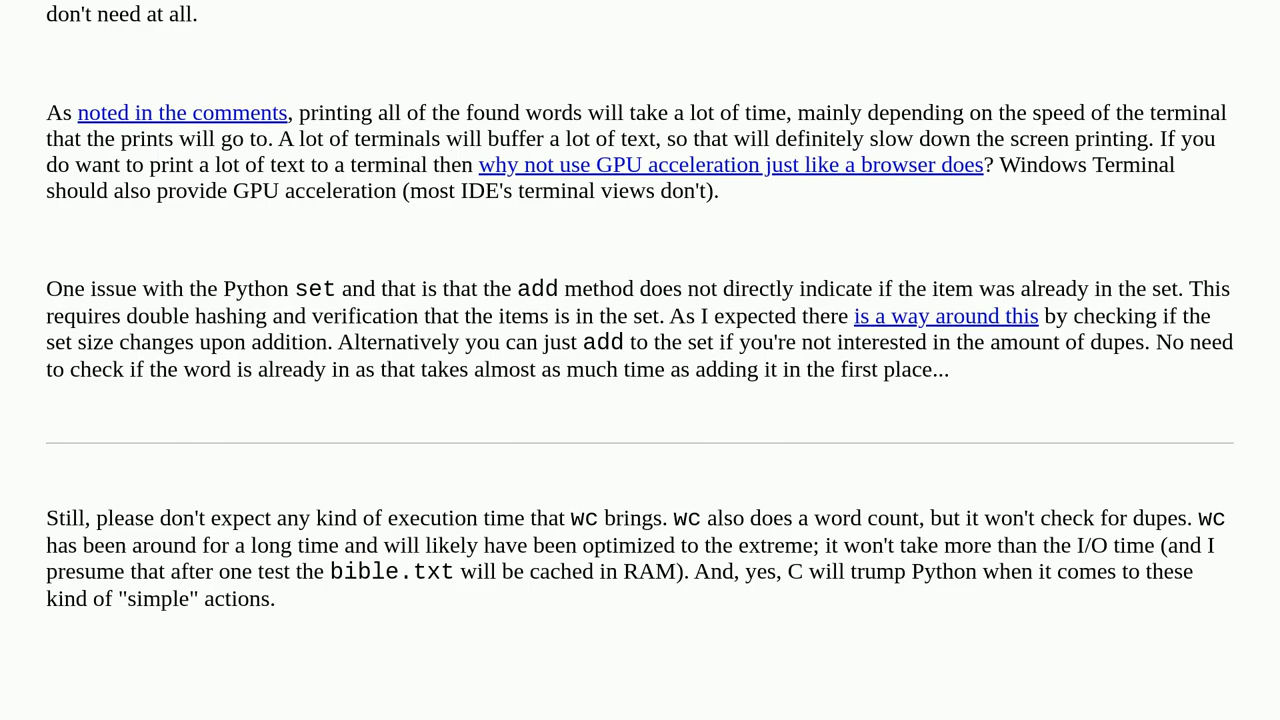 don't need at all.
As noted in the comments, printing all of the found words will take a lot of time, mainly depending on the speed of the terminal
that the prints will go to. A lot of terminals will buffer a lot of text, so that will definitely slow down the screen printing. If you
do want to print a lot of text to a terminal then why not use GPU acceleration just like a browser does? Windows Terminal
should also provide GPU acceleration (most IDE's terminal views don't).
One issue with the Python set and that is that the add method does not directly indicate if the item was already in the set. This
requires double hashing and verification that the items is in the set. As I expected there is a way around this by checking if the
set size changes upon addition. Alternatively you can just add to the set if you're not interested in the amount of dupes. No need
to check if the word is already in as that takes almost as much time as adding it in the first place...
Still, please don't expect any kind of execution time that wc brings. wc also does a word count, but it won't check for dupes. wc
has been around for a long time and will likely have been optimized to the extreme; it won't take more than the I/O time (and I
presume that after one test the bible.txt will be cached in RAM). And, yes, C will trump Python when it comes to these
kind of "simple" actions.